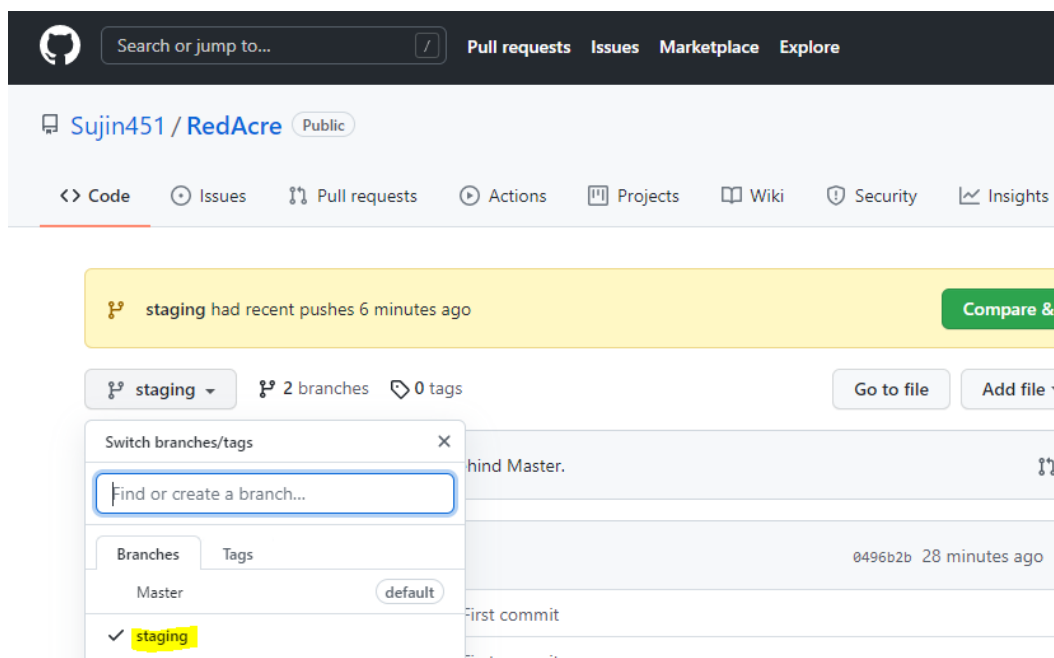 Search or jump to... / Pull requests Issues Marketplace Explore
Sujin451 / RedAcre Public
<> Code Issues Pull requests Actions Projects Wiki Security Insights
staging had recent pushes 6 minutes ago Compare &
staging 2 branches 0 tags Go to file Add file
Switch branches/tags
hind Master.
Find or create a branch...
Branches Tags
0496b2b 28 minutes ago
Master default
First commit
staging